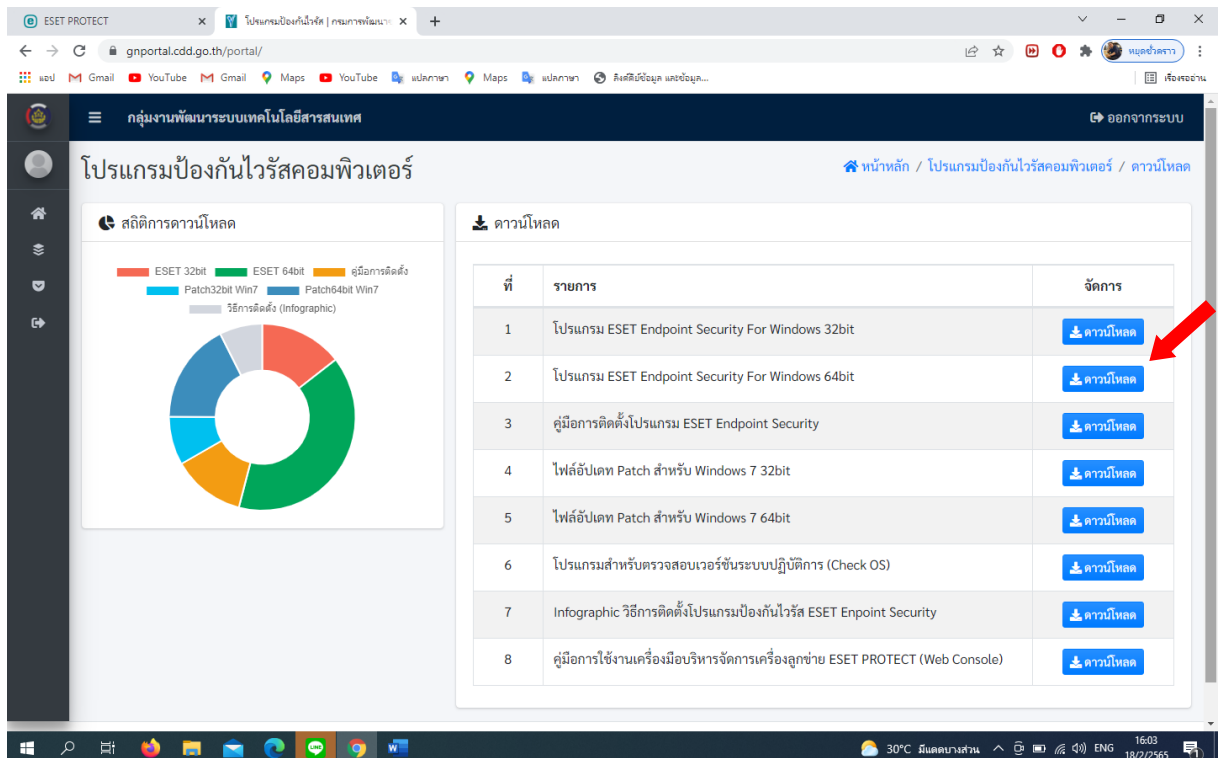 ESET PROTECT
โปรแกรมป้องกันไวรัส | กรมการพัฒนา
gnportal.cdd.go.th/portal/
หยุดชั่วคราว
แอป Gmail YouTube Gmail Maps YouTube แปลภาษา Maps แปลภาษา ลิงค์คีย์ข้อมูล และข้อมูล... เรื่องรออ่าน
กลุ่มงานพัฒนาระบบเทคโนโลยีสารสนเทศ
ออกจากระบบ
โปรแกรมป้องกันไวรัสคอมพิวเตอร์
หน้าหลัก / โปรแกรมป้องกันไวรัสคอมพิวเตอร์ / ดาวน์โหลด
สถิติการดาวน์โหลด
ESET 32bit ESET 64bit คู่มือการติดตั้ง
Patch32bit Win7 Patch64bit Win7
วิธีการติดตั้ง (Infographic)
ดาวน์โหลด
ที่ รายการ จัดการ
1 โปรแกรม ESET Endpoint Security For Windows 32bit ดาวน์โหลด
2 โปรแกรม ESET Endpoint Security For Windows 64bit ดาวน์โหลด
3 คู่มือการติดตั้งโปรแกรม ESET Endpoint Security ดาวน์โหลด
4 ไฟล์อัปเดท Patch สำหรับ Windows 7 32bit ดาวน์โหลด
5 ไฟล์อัปเดท Patch สำหรับ Windows 7 64bit ดาวน์โหลด
6 โปรแกรมสำหรับตรวจสอบเวอร์ชันระบบปฏิบัติการ (Check OS) ดาวน์โหลด
7 Infographic วิธีการติดตั้งโปรแกรมป้องกันไวรัส ESET Enpoint Security ดาวน์โหลด
8 คู่มือการใช้งานเครื่องมือบริหารจัดการเครื่องลูกข่าย ESET PROTECT (Web Console) ดาวน์โหลด
30°C มีแดดบางส่วน ENG 16:03
18/2/2565